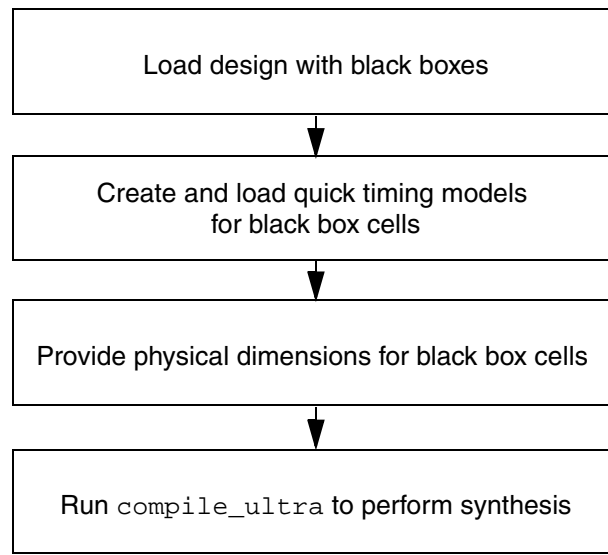 Load design with black boxes
Create and load quick timing models
for black box cells
Provide physical dimensions for black box cells
Run compile_ultra to perform synthesis